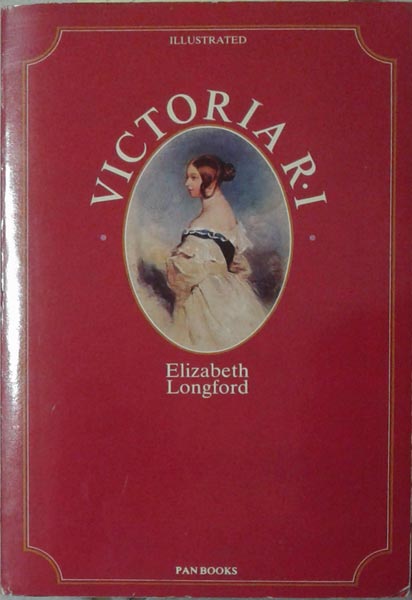 ILLUSTRATED
VICTORIA R·I
Elizabeth
Longford
PAN BOOKS